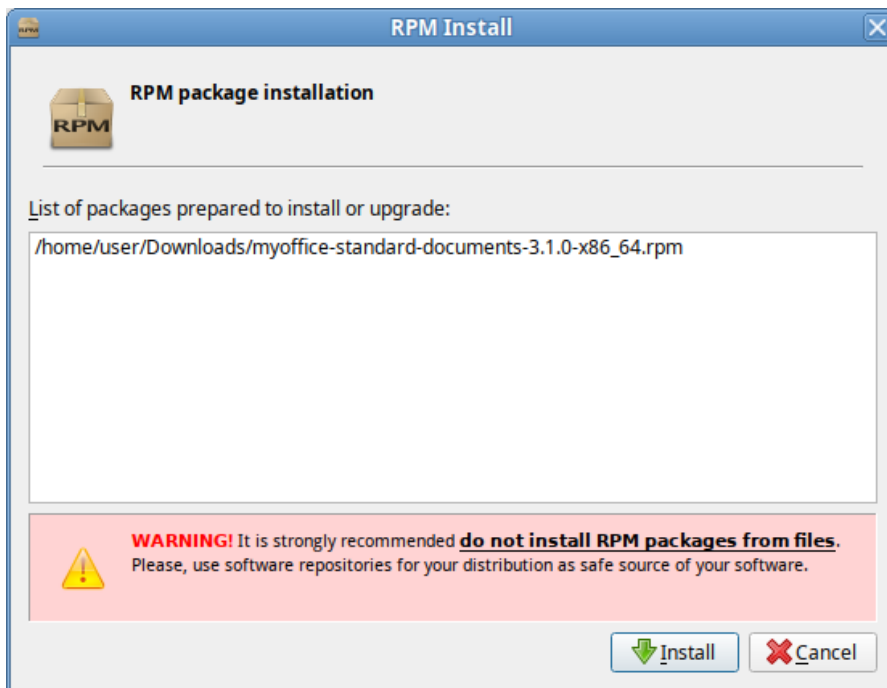 RPM Install
RPM package installation
RPM
List of packages prepared to install or upgrade:
/home/user/Downloads/myoffice-standard-documents-3.1.0-x86_64.rpm
WARNING! It is strongly recommended do not install RPM packages from files.
Please, use software repositories for your distribution as safe source of your software.
Install
Cancel